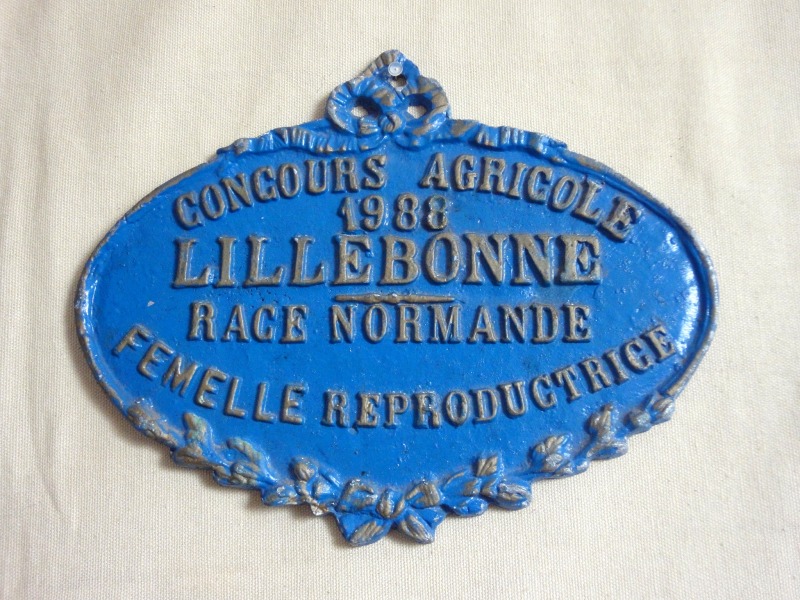 CONCOURS AGRICOLE
1988
LILLEBONNE
RACE NORMANDE
FEMELLE REPRODUCTRICE